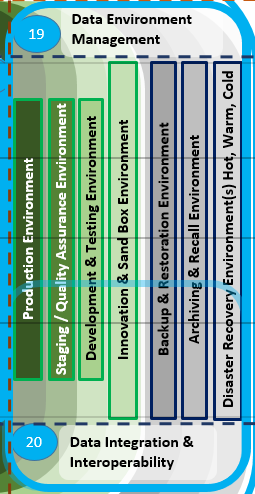 19
Data Environment
Management
Production Environment
Staging / Quality Assurance Environment
Development & Testing Environment
Innovation & Sand Box Environment
Backup & Restoration Environment
Archiving & Recall Environment
Disaster Recovery Environment(s) Hot, Warm, Cold
20
Data Integration &
Interoperability